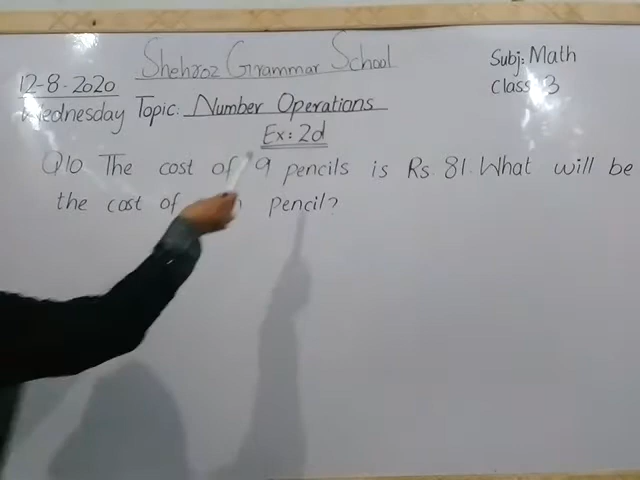 Shehroz Grammar School
Subj: Math
12-8-2020
Class 3
Wednesday Topic: Number Operations
Ex: 2d
Q10 The cost of 9 pencils is Rs. 81. What will be
the cost of pencil?